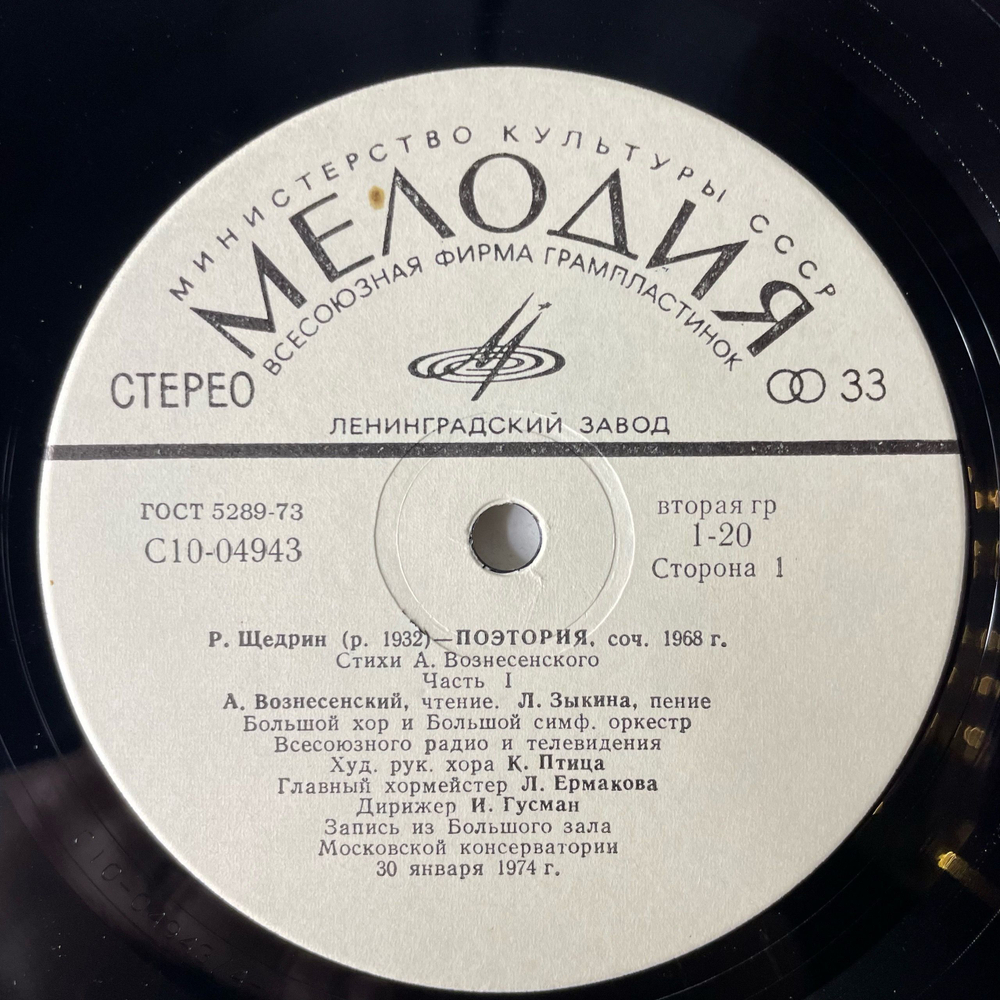 МИНИСТЕРСТВО КУЛЬТУРЫ СССР
МЕЛОДИЯ
ВСЕСОЮЗНАЯ ФИРМА ГРАМПЛАСТИНОК
СТЕРЕО
33
ЛЕНИНГРАДСКИЙ ЗАВОД
ГОСТ 5289-73
С10-04943
вторая гр
1-20
Сторона 1
Р. Щедрин (р. 1932)—ПОЭТОРИЯ, соч. 1968 г.
Стихи А. Вознесенского
Часть I
А. Вознесенский, чтение. Л. Зыкина, пение
Большой хор и Большой симф. оркестр
Всесоюзного радио и телевидения
Худ. рук. хора К. Птица
Главный хормейстер Л. Ермакова
Дирижер И. Гусман
Запись из Большого зала
Московской консерватории
30 января 1974 г.